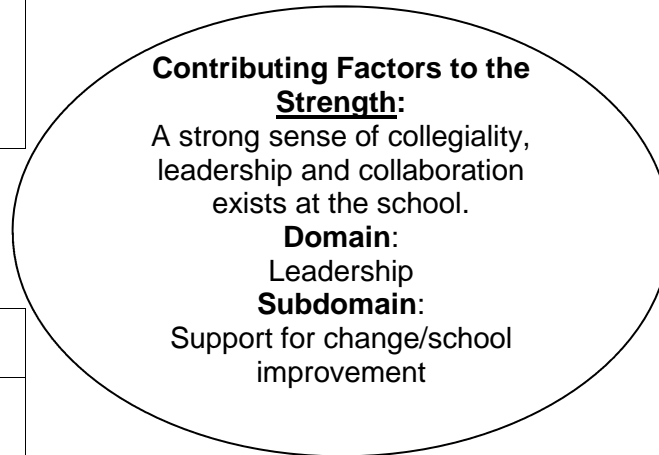 Contributing Factors to the
Strength:
A strong sense of collegiality,
leadership and collaboration
exists at the school.
Domain:
Leadership
Subdomain:
Support for change/school
improvement